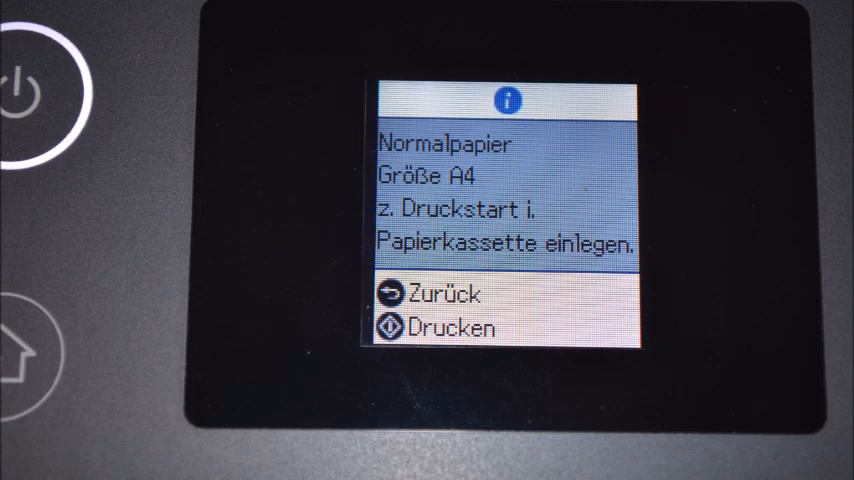 Normalpapier
Größe A4
z. Druckstart i.
Papierkassette einlegen.
Zurück
Drucken